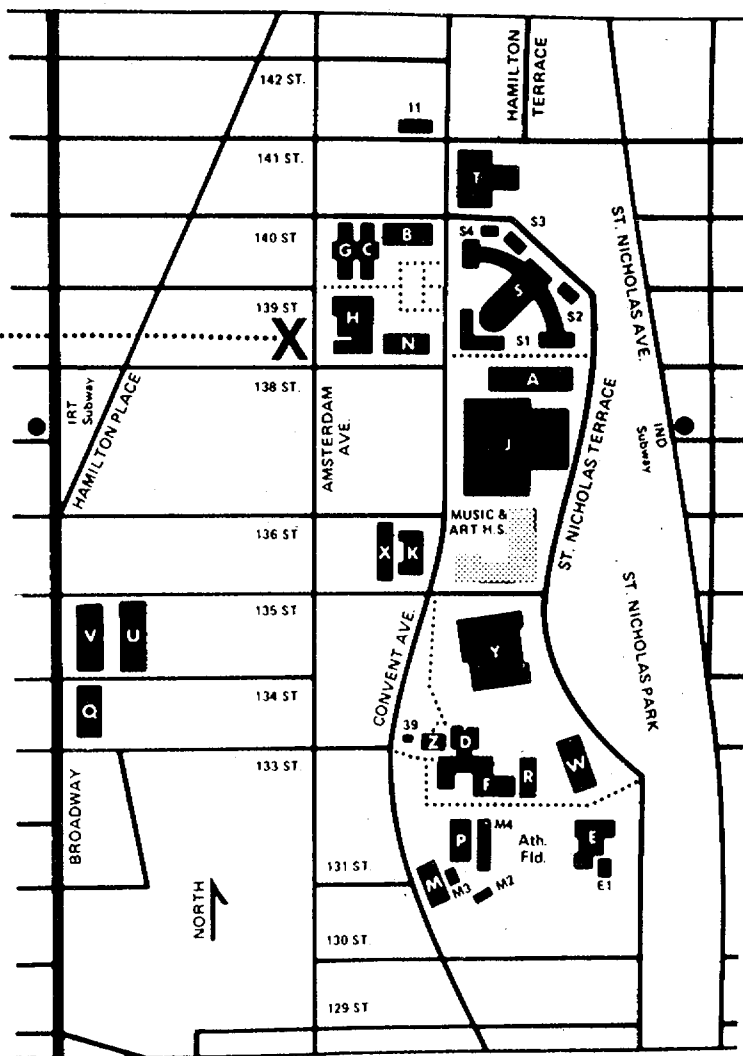 HAMILTON
TERRACE
142 ST.
11
141 ST.
T
S3
S4
140 ST
G
C
B
ST. NICHOLAS AVE.
S
S2
139 ST
X
H
N
S1
138 ST.
A
IRT
Subway
HAMILTON PLACE
AMSTERDAM
AVE.
J
IND
Subway
ST. NICHOLAS TERRACE
136 ST
MUSIC &
ART H.S.
X
K
135 ST
V
U
CONVENT AVE.
Y
ST. NICHOLAS PARK
134 ST
Q
39
Z
D
133 ST
F
R
W
BROADWAY
P
M4
Ath.
Fld.
E
131 ST
M
M3
M2
E1
NORTH
130 ST
129 ST